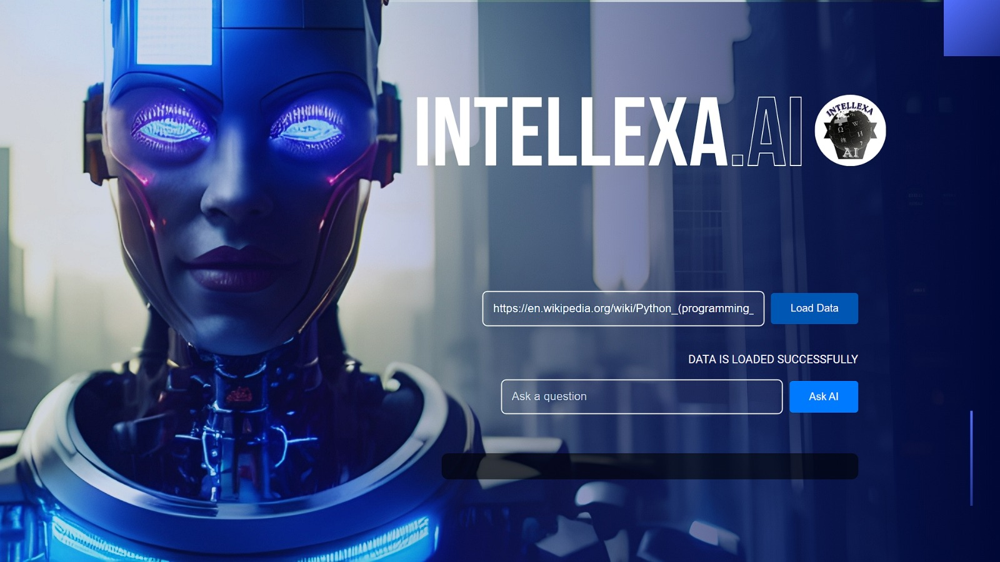 INTELLEXA.AI
INTELLEXA
Ω W И
AI
https://en.wikipedia.org/wiki/Python_(programming_
Load Data
DATA IS LOADED SUCCESSFULLY
Ask a question
Ask AI